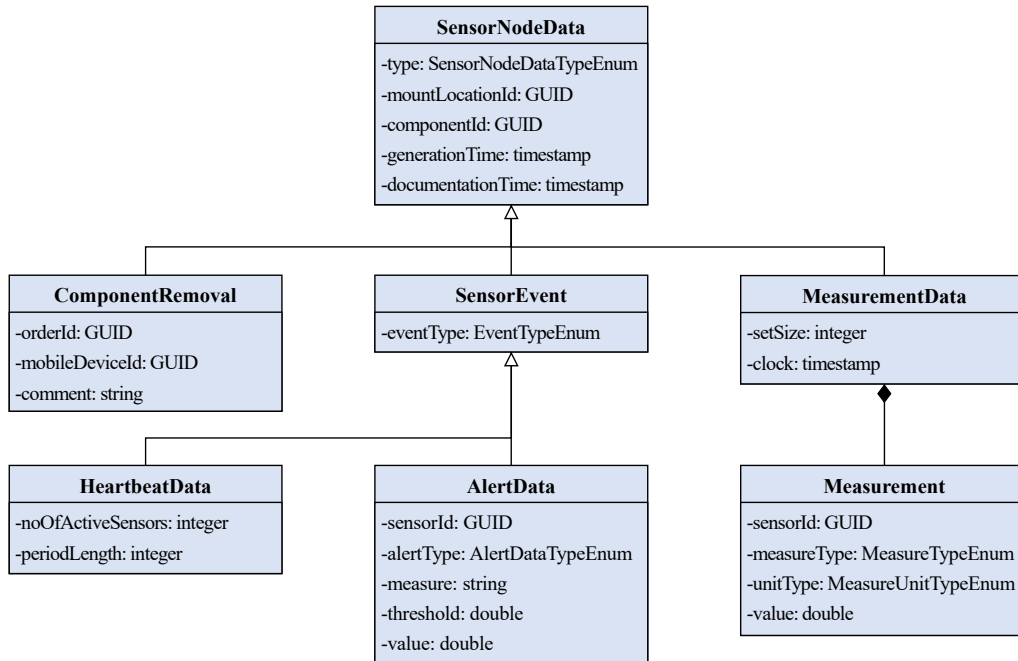 SensorNodeData
-type: SensorNodeDataTypeEnum
-mountLocationId: GUID
-componentId: GUID
-generationTime: timestamp
-documentationTime: timestamp
ComponentRemoval
-orderId: GUID
-mobileDeviceId: GUID
-comment: string
SensorEvent
-eventType: EventTypeEnum
MeasurementData
-setSize: integer
-clock: timestamp
HeartbeatData
-noOfActiveSensors: integer
-periodLength: integer
AlertData
-sensorId: GUID
-alertType: AlertDataTypeEnum
-measure: string
-threshold: double
-value: double
Measurement
-sensorId: GUID
-measureType: MeasureTypeEnum
-unitType: MeasureUnitTypeEnum
-value: double